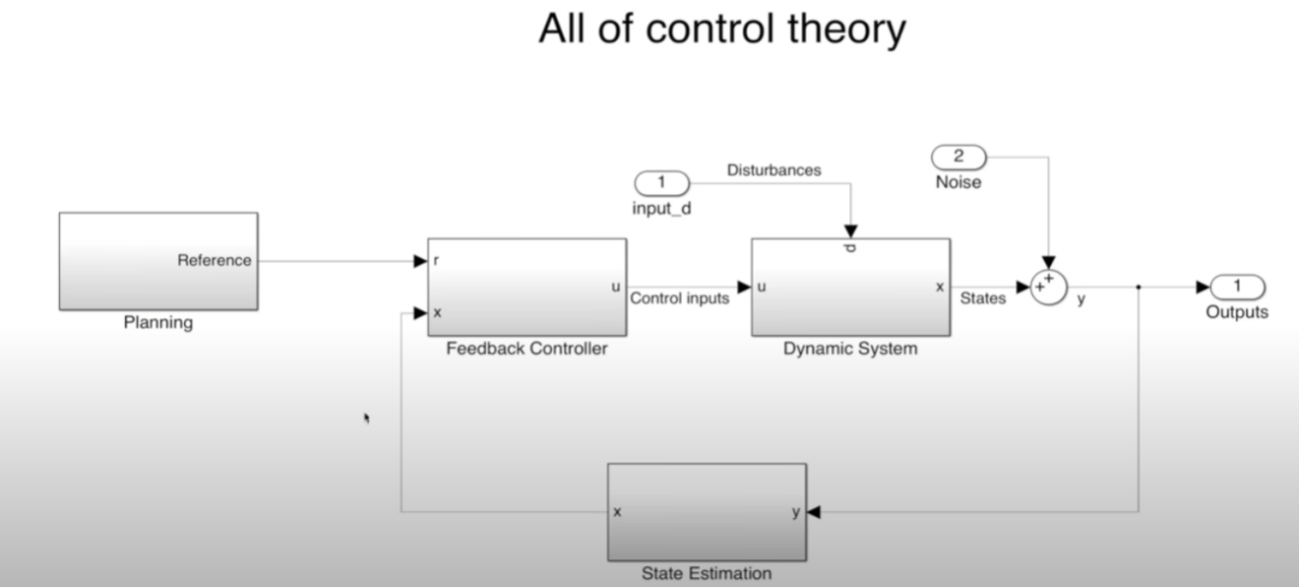 All of control theory
2
Noise
Disturbances
1
input_d
d
Reference
Planning
r
x
u
Feedback Controller
Control inputs
u
x
Dynamic System
States
+
+
y
1
Outputs
x
y
State Estimation